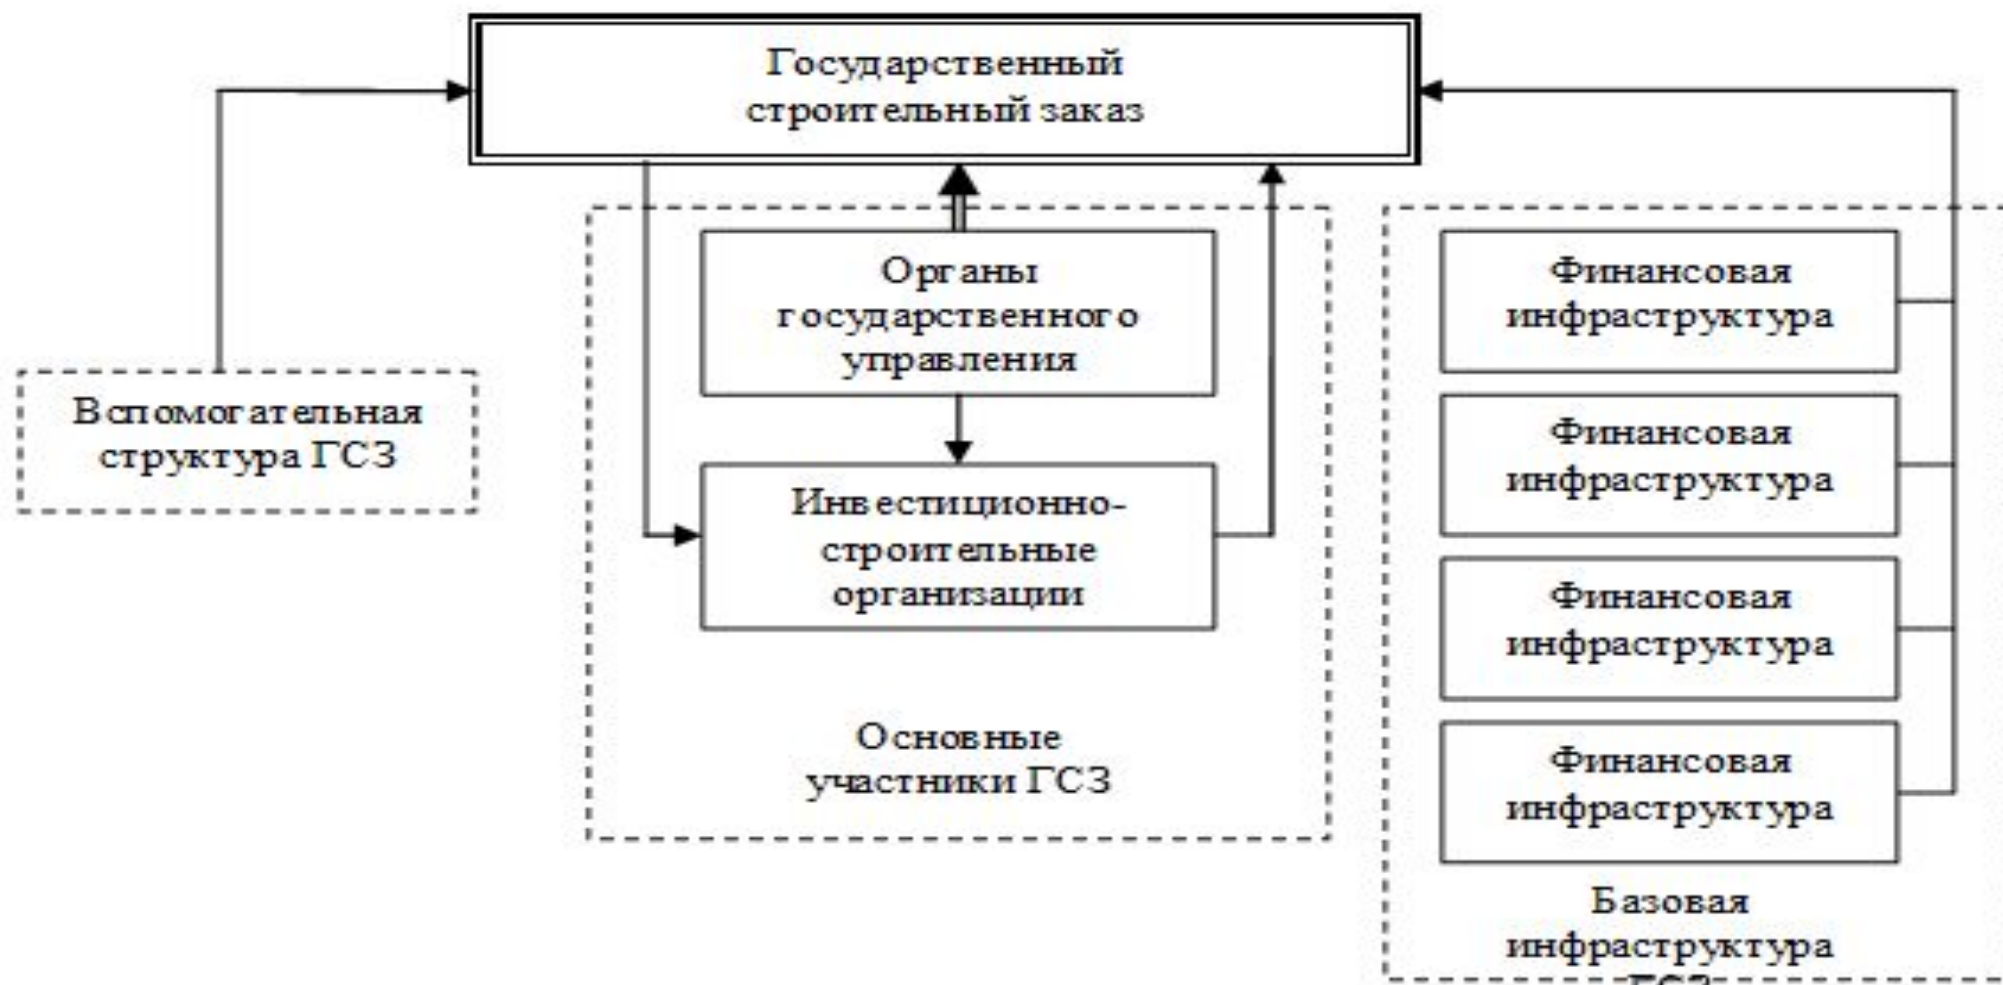 Государственный
строительный заказ
Вспомогательная
структура ГСЗ
Органы
государственного
управления
Инвестиционно-
строительные
организации
Основные
участники ГСЗ
Финансовая
инфраструктура
Финансовая
инфраструктура
Финансовая
инфраструктура
Финансовая
инфраструктура
Базовая
инфраструктура
ГСЗ